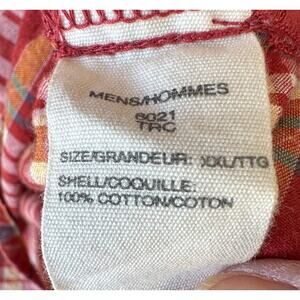 MENS/HOMMES
6021
TRC
SIZE/GRANDEUR: XXL/TTG
SHELL/COQUILLE:
100% COTTON/COTON